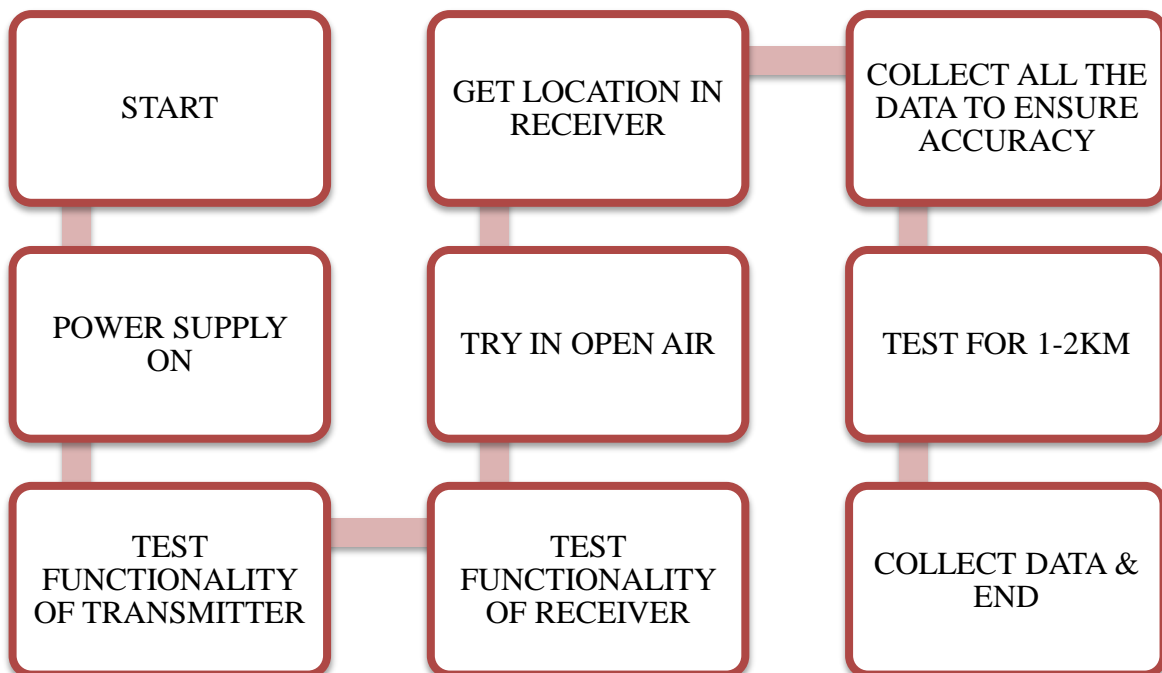 START
POWER SUPPLY
ON
TEST
FUNCTIONALITY
OF TRANSMITTER
TEST
FUNCTIONALITY
OF RECEIVER
TRY IN OPEN AIR
GET LOCATION IN
RECEIVER
COLLECT ALL THE
DATA TO ENSURE
ACCURACY
TEST FOR 1-2KM
COLLECT DATA &
END